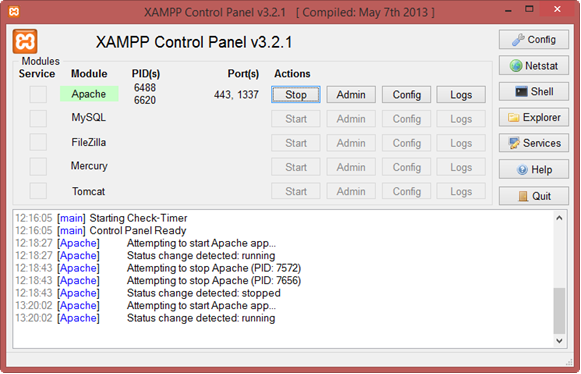 XAMPP Control Panel v3.2.1 [ Compiled: May 7th 2013 ]
XAMPP Control Panel v3.2.1
Config
Modules
Service Module PID(s) Port(s) Actions
Netstat
Apache 6488 6620 443, 1337 Stop Admin Config Logs
Shell
MySQL Start Admin Config Logs
Explorer
FileZilla Start Admin Config Logs
Services
Mercury Start Admin Config Logs
Help
Tomcat Start Admin Config Logs
Quit
12:16:05 [main] Starting Check-Timer
12:16:05 [main] Control Panel Ready
12:18:27 [Apache] Attempting to start Apache app...
12:18:27 [Apache] Status change detected: running
12:18:43 [Apache] Attempting to stop Apache (PID: 7572)
12:18:43 [Apache] Attempting to stop Apache (PID: 7656)
12:18:43 [Apache] Status change detected: stopped
13:20:02 [Apache] Attempting to start Apache app...
13:20:02 [Apache] Status change detected: running